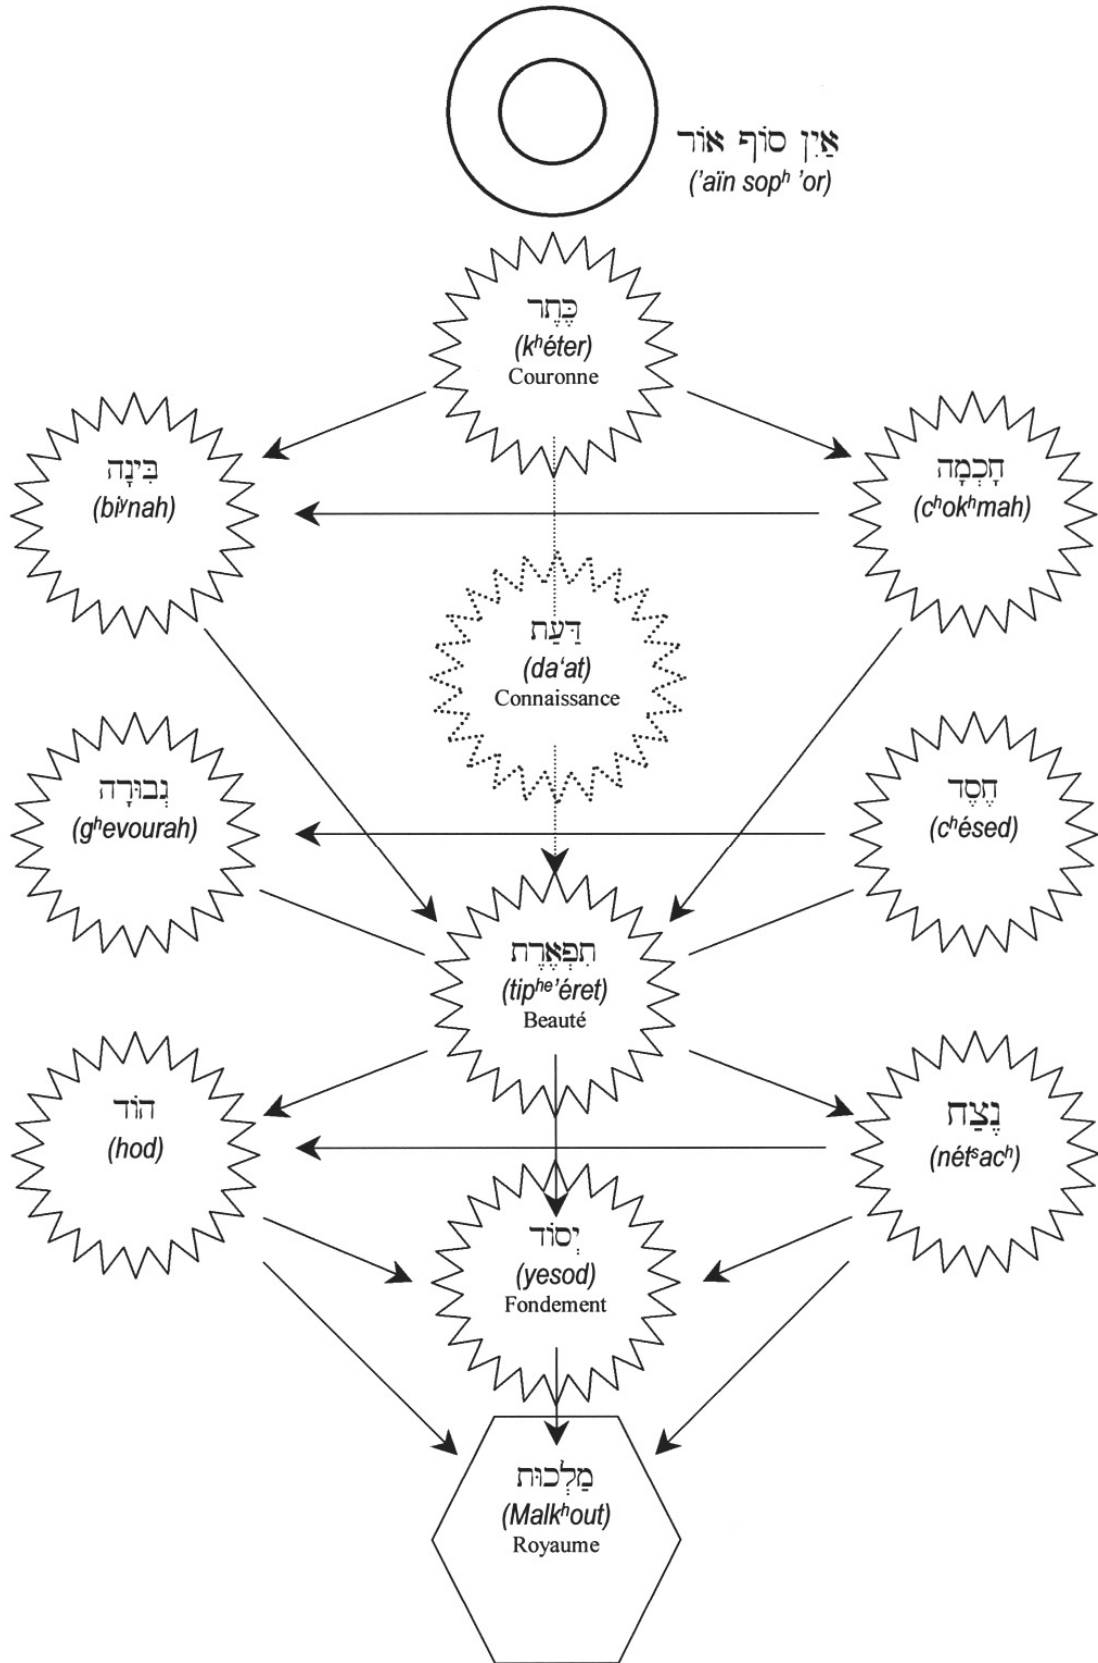 אַיִן סוֹף אוֹר
('aïn sopʰ 'or)
כֶּתֶר
(kʰéter)
Couronne
בִּינָה
(biʸnah)
חָכְמָה
(cʰokʰmah)
דַּעַת
(da‘at)
Connaissance
גְבוּרָה
(gʰevourah)
חֶסֶד
(cʰésed)
תִּפְאֶרֶת
(tipʰᵉ'éret)
Beauté
הוֹד
(hod)
נֶצַח
(nétˢacʰ)
יְסוֹד
(yesod)
Fondement
מַלְכוּת
(Malkʰout)
Royaume